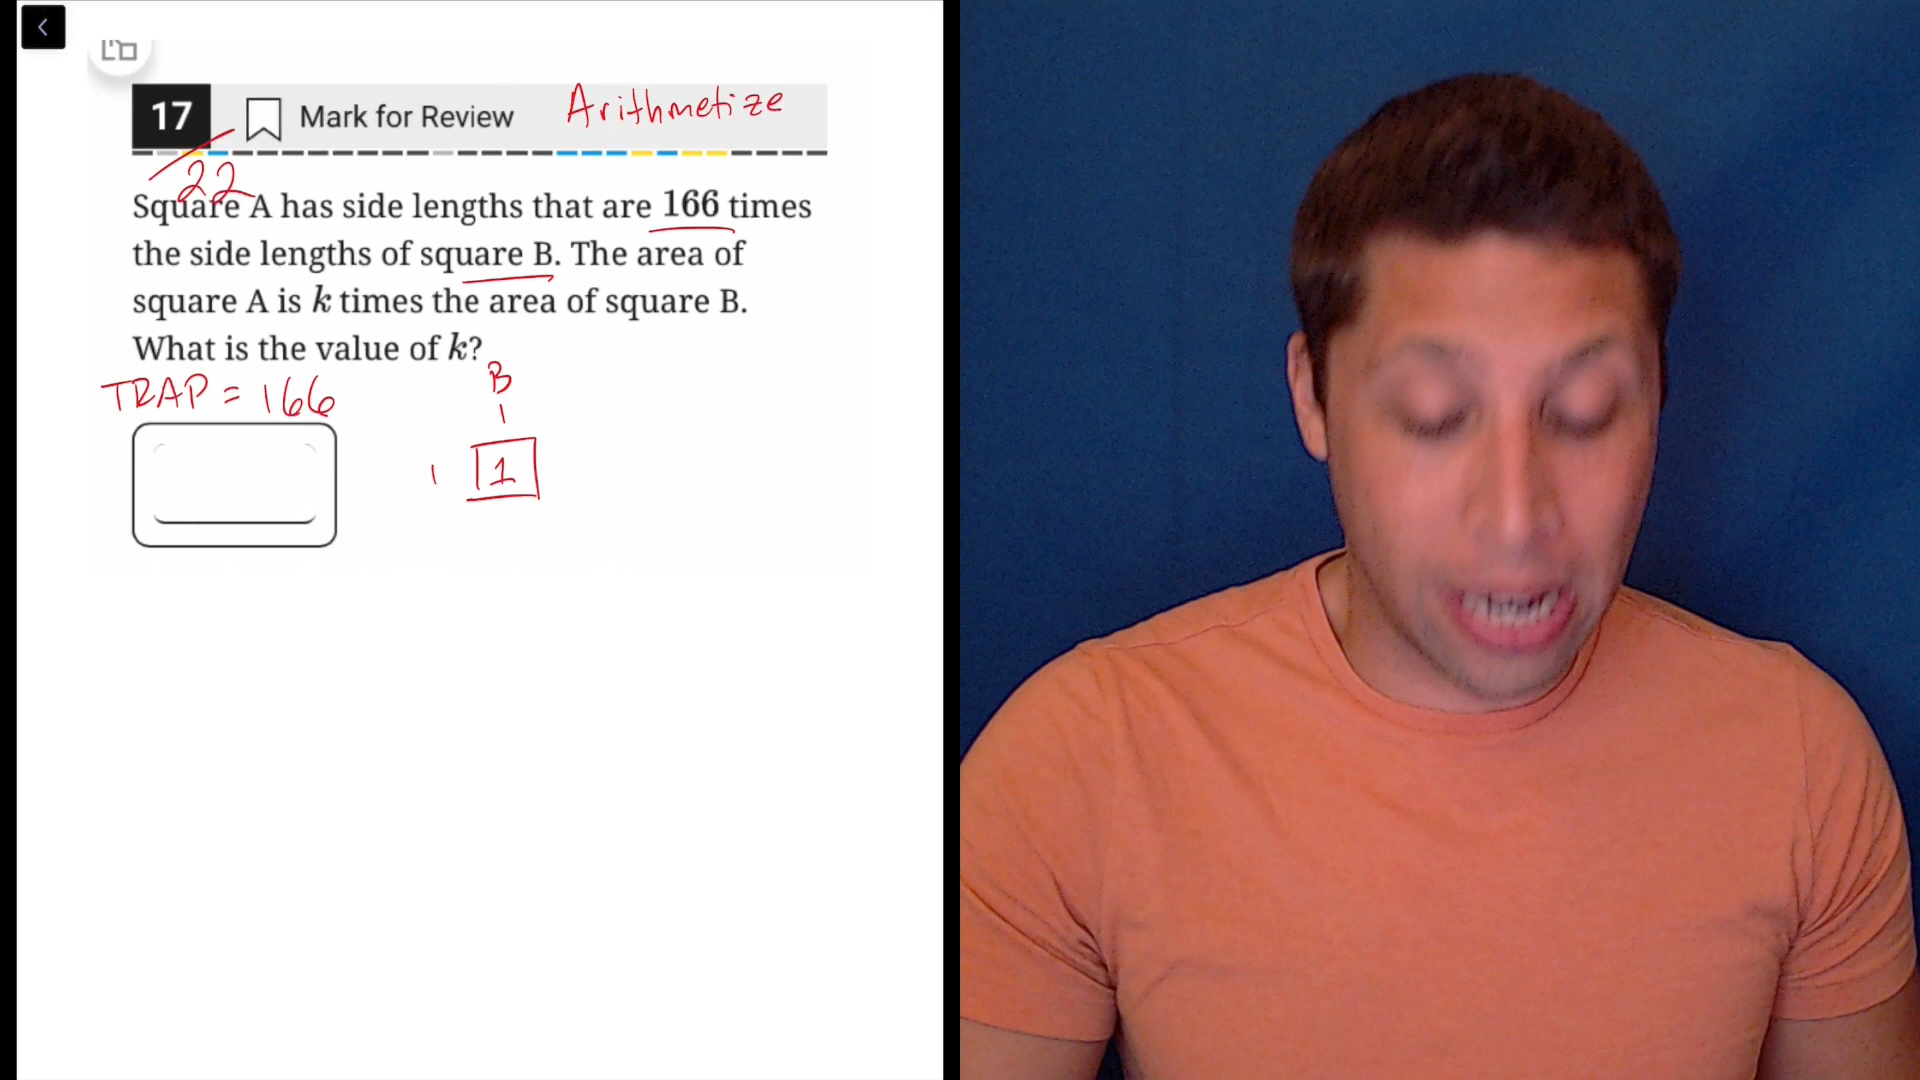 17 Mark for Review Arithmetize
22
Square A has side lengths that are 166 times
the side lengths of square B. The area of
square A is k times the area of square B.
What is the value of k?
TRAP = 166
B
1
1 1